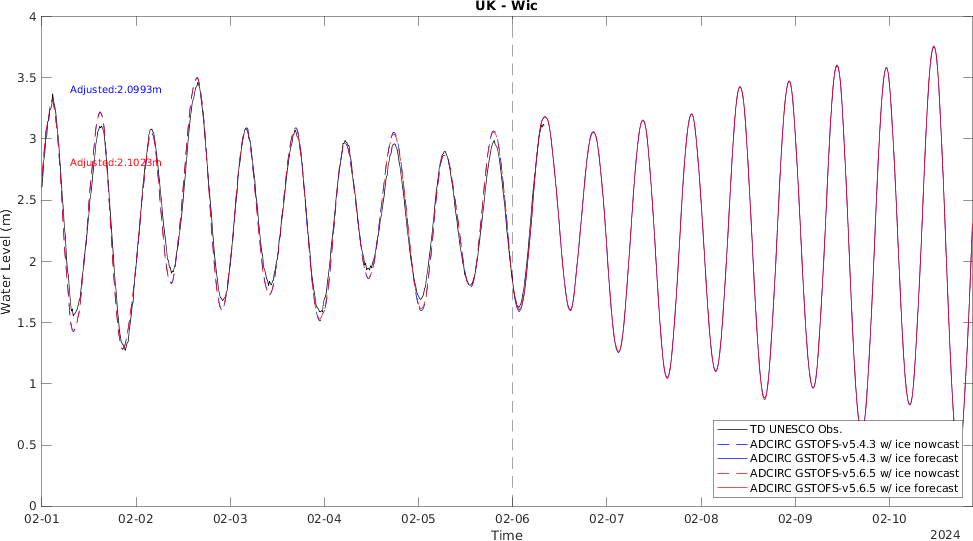 UK - Wic
4
3.5
3
2.5
2
1.5
1
0.5
0
Water Level (m)
Adjusted:2.0993m
Adjusted:2.1023m
TD UNESCO Obs.
ADCIRC GSTOFS-v5.4.3 w/ ice nowcast
ADCIRC GSTOFS-v5.4.3 w/ ice forecast
ADCIRC GSTOFS-v5.6.5 w/ ice nowcast
ADCIRC GSTOFS-v5.6.5 w/ ice forecast
02-01 02-02 02-03 02-04 02-05 02-06 02-07 02-08 02-09 02-10
Time
2024